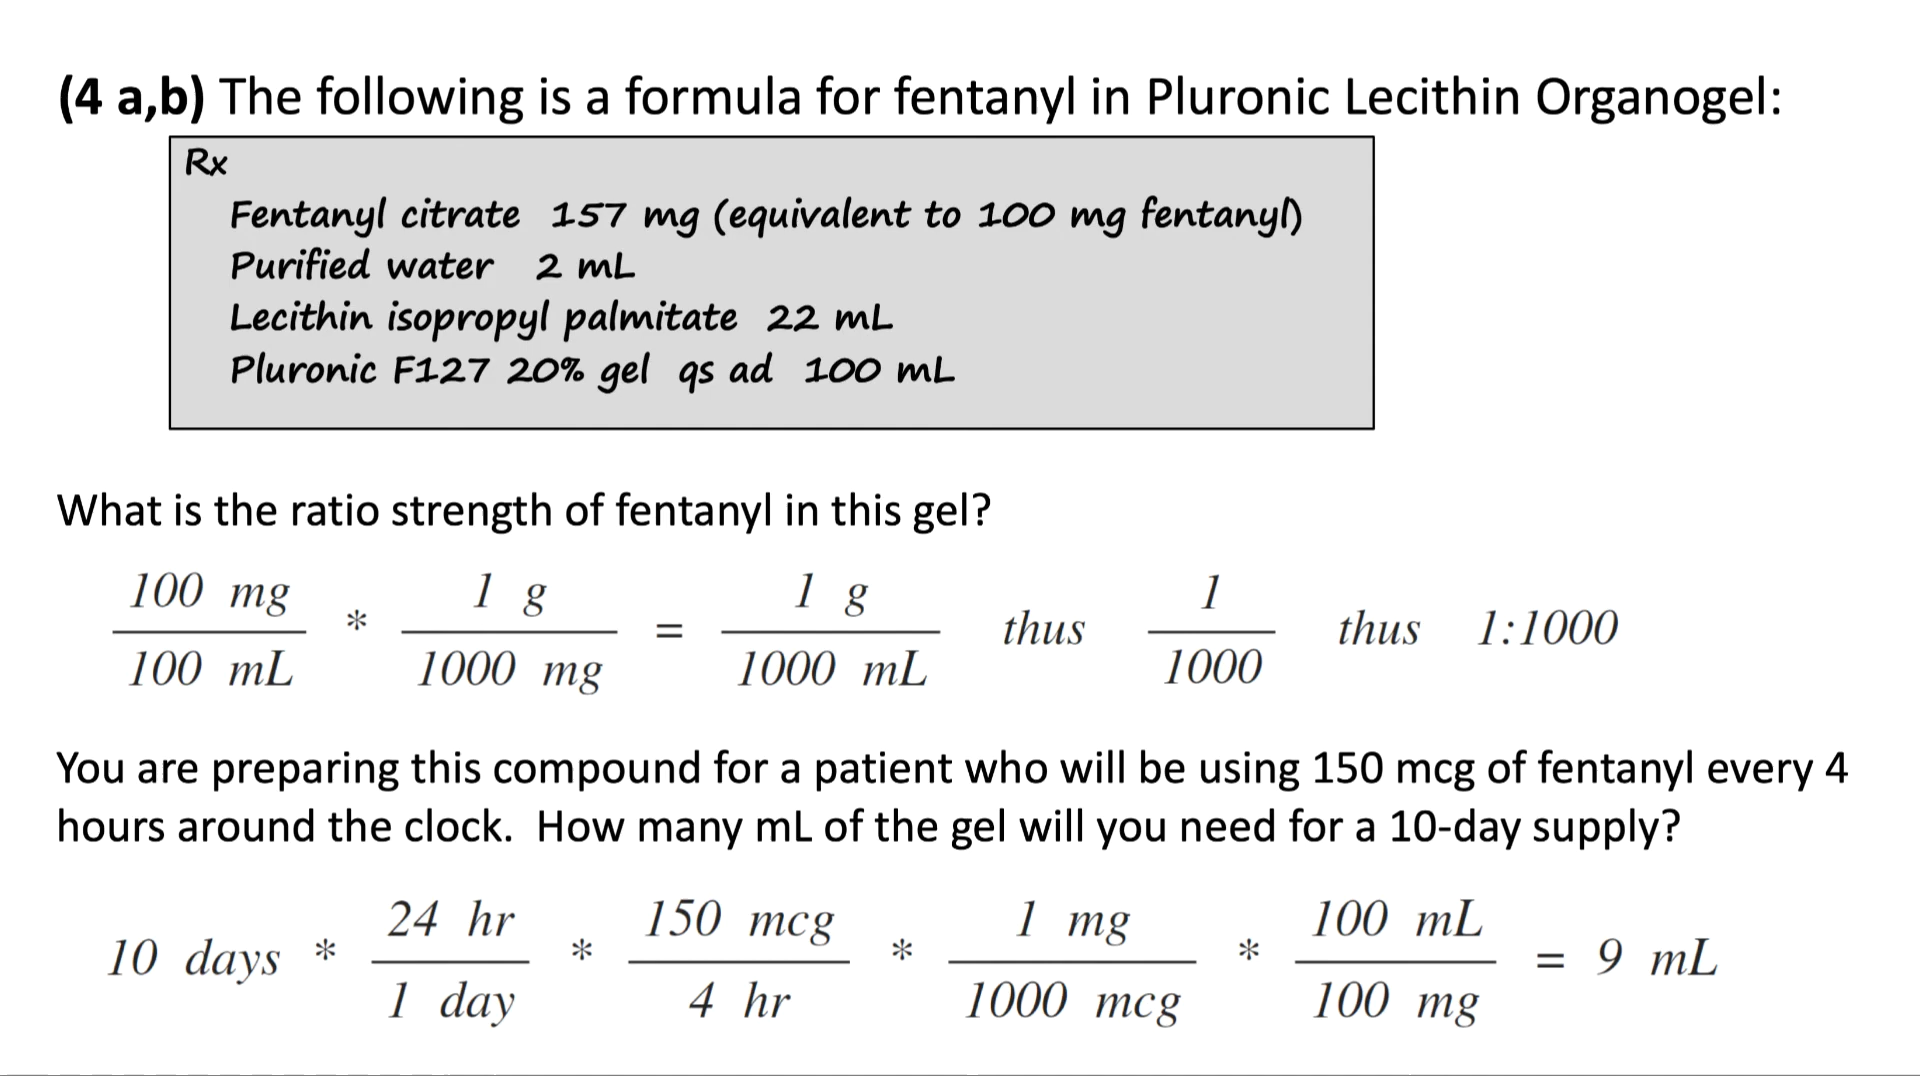 (4 a,b) The following is a formula for fentanyl in Pluronic Lecithin Organogel:
Rx
Fentanyl citrate 157 mg (equivalent to 100 mg fentanyl)
Purified water 2 mL
Lecithin isopropyl palmitate 22 mL
Pluronic F127 20% gel qs ad 100 mL
What is the ratio strength of fentanyl in this gel?
100 mg / 100 mL * 1 g / 1000 mg = 1 g / 1000 mL thus 1 / 1000 thus 1:1000
You are preparing this compound for a patient who will be using 150 mcg of fentanyl every 4
hours around the clock. How many mL of the gel will you need for a 10-day supply?
10 days * 24 hr / 1 day * 150 mcg / 4 hr * 1 mg / 1000 mcg * 100 mL / 100 mg = 9 mL